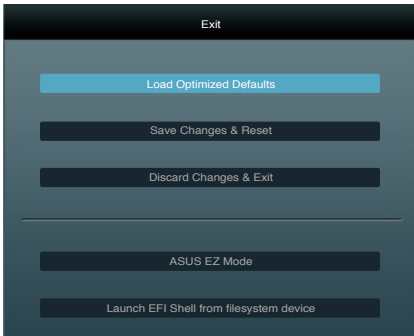 Exit
Load Optimized Defaults
Save Changes & Reset
Discard Changes & Exit
ASUS EZ Mode
Launch EFI Shell from filesystem device